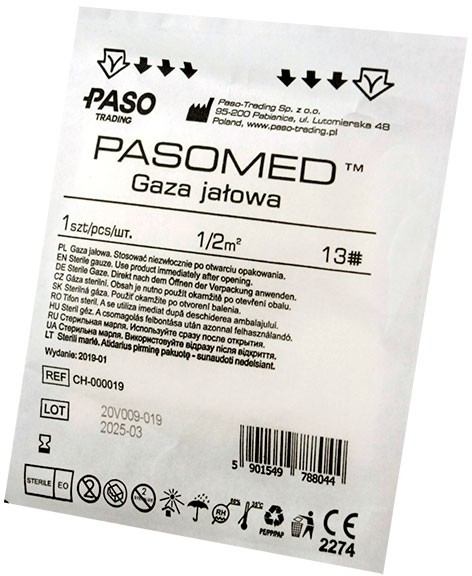 PASO
TRADING
Paso-Trading Sp. z o.o.
95-200 Pabianice, ul. Lutomierska 48
Poland, www.paso-trading.pl
PASOMED™
Gaza jałowa
1szt/pcs/шт. 1/2m² 13#
PL Gaza jałowa. Stosować niezwłocznie po otwarciu opakowania.
EN Sterile gauze. Use product immediately after opening.
DE Sterile Gaze. Direkt nach dem Öffnen der Verpackung anwenden.
CZ Gáza sterilní. Obsah je nutno použít okamžitě po otevření obalu.
SK Sterilná gáza. Použiť okamžite po otvorení balenia.
RO Tifon steril. A se utiliza imediat după deschiderea ambalajului.
HU Steril géz. A csomagolás felbontása után azonnal felhasználandó.
RU Стерильная марля. Используйте сразу после открытия.
UA Стерильна марля. Використовувати відразу після відкриття.
LT Sterili marlė. Atidarius pirminę pakuotę - sunaudoti nedelsiant.
Wydanie: 2019-01
REF CH-000019
LOT 20V009-019
2025-03
5 901549 788044
STERILE EO
2
STERILIZE
RH
PEPP/PAP
CE
2274